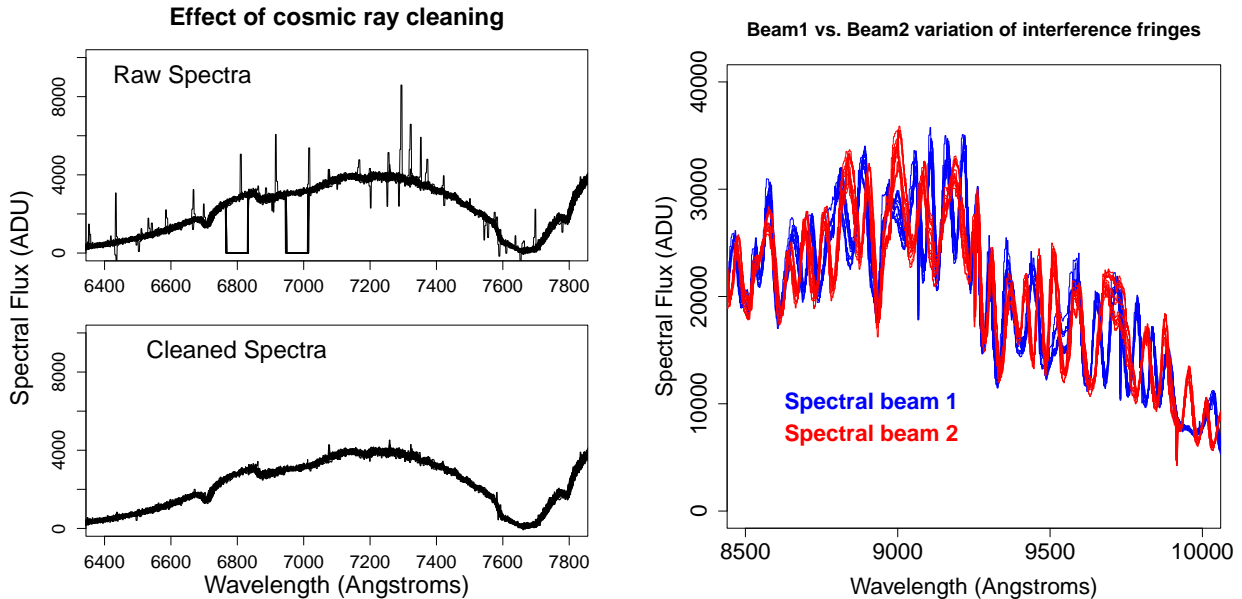 Effect of cosmic ray cleaning
Raw Spectra
0 4000 8000
6400 6600 6800 7000 7200 7400 7600 7800
Cleaned Spectra
0 4000 8000
6400 6600 6800 7000 7200 7400 7600 7800
Spectral Flux (ADU)
Wavelength (Angstroms)
Beam1 vs. Beam2 variation of interference fringes
Spectral Flux (ADU)
0 10000 20000 30000 40000
Spectral beam 1
Spectral beam 2
8500 9000 9500 10000
Wavelength (Angstroms)